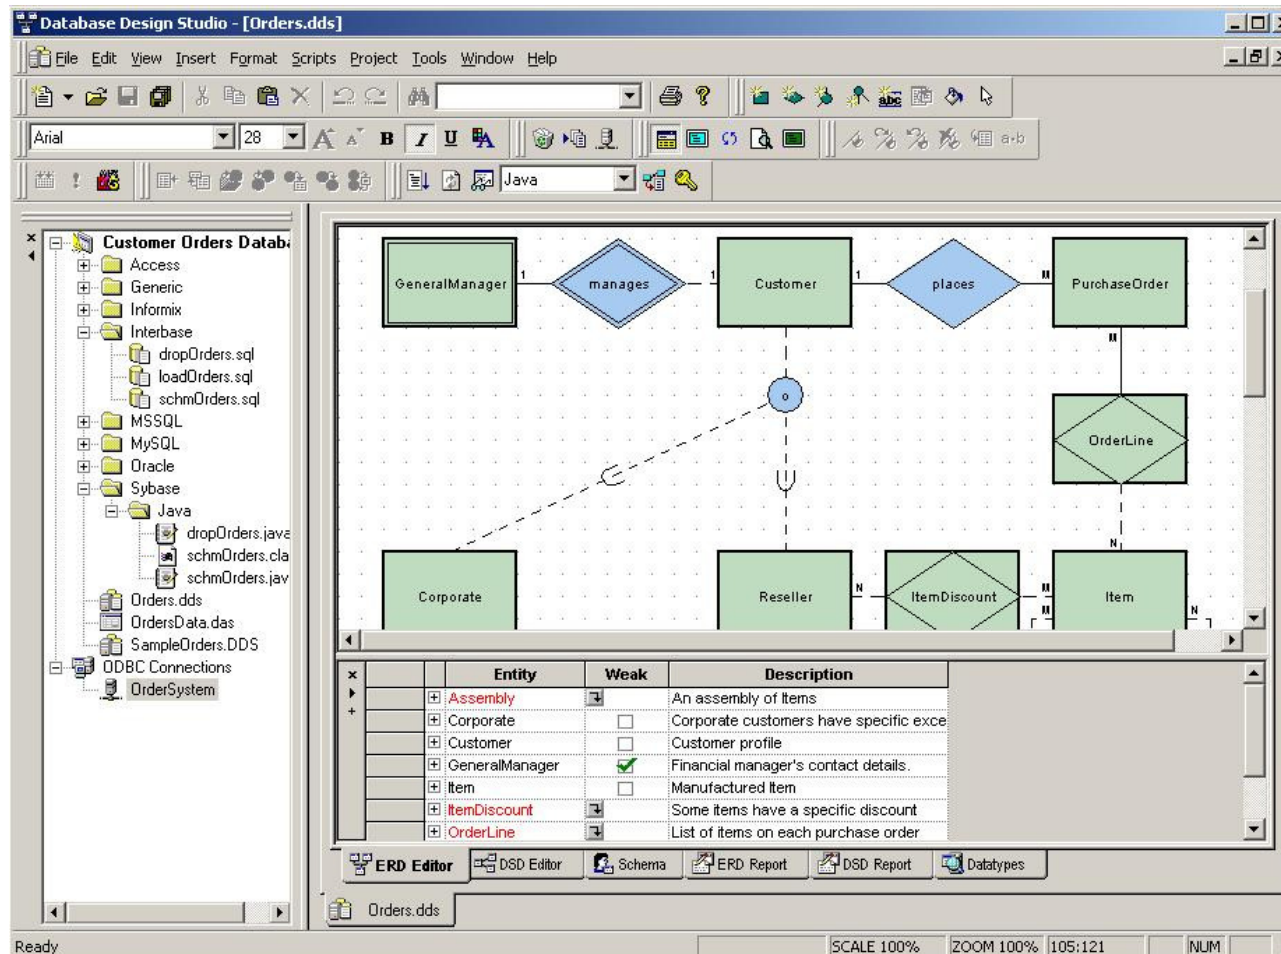 Database Design Studio - [Orders.dds]
File Edit View Insert Format Scripts Project Tools Window Help
abc
Arial 28 A A B I U A
a+b
Java
Customer Orders Databa
Access
Generic
Informix
Interbase
dropOrders.sql
loadOrders.sql
schmOrders.sql
MSSQL
MySQL
Oracle
Sybase
Java
dropOrders.java
schmOrders.cla
schmOrders.jav
Orders.dds
OrdersData.das
SampleOrders.DDS
ODBC Connections
OrderSystem
GeneralManager 1 manages 1 Customer 1 places M PurchaseOrder
M
o
OrderLine
N
Corporate Reseller N ItemDiscount M Item N
M
Entity Weak Description
Assembly An assembly of Items
Corporate Corporate customers have specific exce
Customer Customer profile
GeneralManager Financial manager's contact details.
Item Manufactured Item
ItemDiscount Some items have a specific discount
OrderLine List of items on each purchase order
ERD Editor DSD Editor Schema ERD Report DSD Report Datatypes
Orders.dds
Ready SCALE 100% ZOOM 100% 105:121 NUM